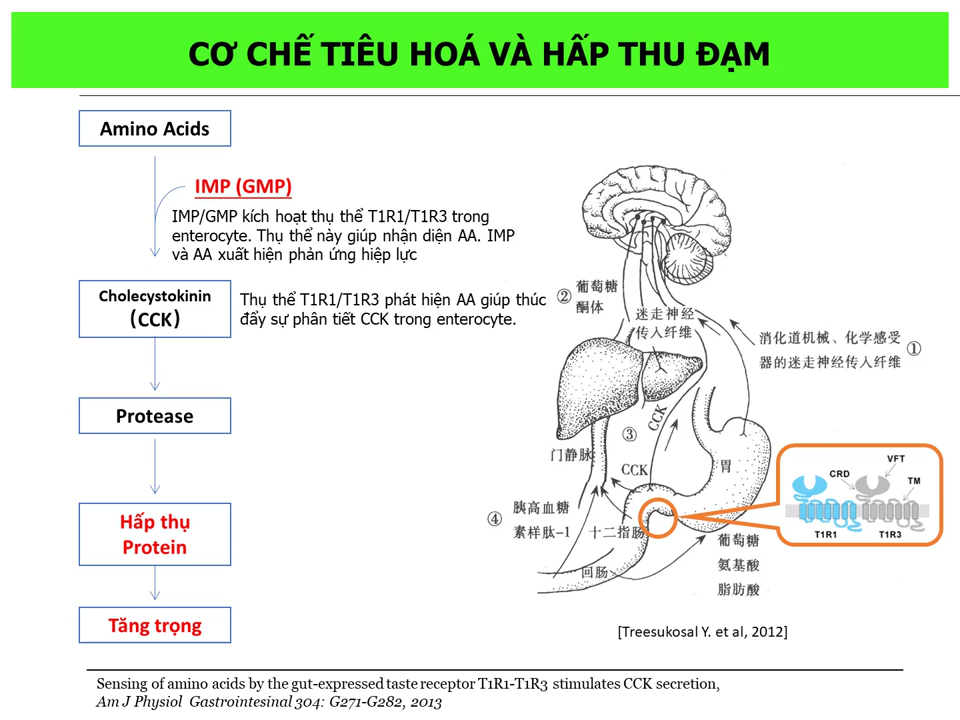 CƠ CHẾ TIÊU HOÁ VÀ HẤP THU ĐẠM
Amino Acids
IMP (GMP)
IMP/GMP kích hoạt thụ thể T1R1/T1R3 trong
enterocyte. Thụ thể này giúp nhận diện AA. IMP
và AA xuất hiện phản ứng hiệp lực
Cholecystokinin
(CCK)
Thụ thể T1R1/T1R3 phát hiện AA giúp thúc
đẩy sự phân tiết CCK trong enterocyte.
Protease
Hấp thụ
Protein
Tăng trọng
② 葡萄糖
酮体
迷走神经
传入纤维
消化道机械、化学感受
器的迷走神经传入纤维 ①
③
CCK
门静脉
CCK
胃
④ 胰高血糖
素样肽-1
十二指肠
回肠
葡萄糖
氨基酸
脂肪酸
VFT
CRD
TM
T1R1
T1R3
[Treesukosal Y. et al, 2012]
Sensing of amino acids by the gut-expressed taste receptor T1R1-T1R3 stimulates CCK secretion,
Am J Physiol Gastrointesinal 304: G271-G282, 2013